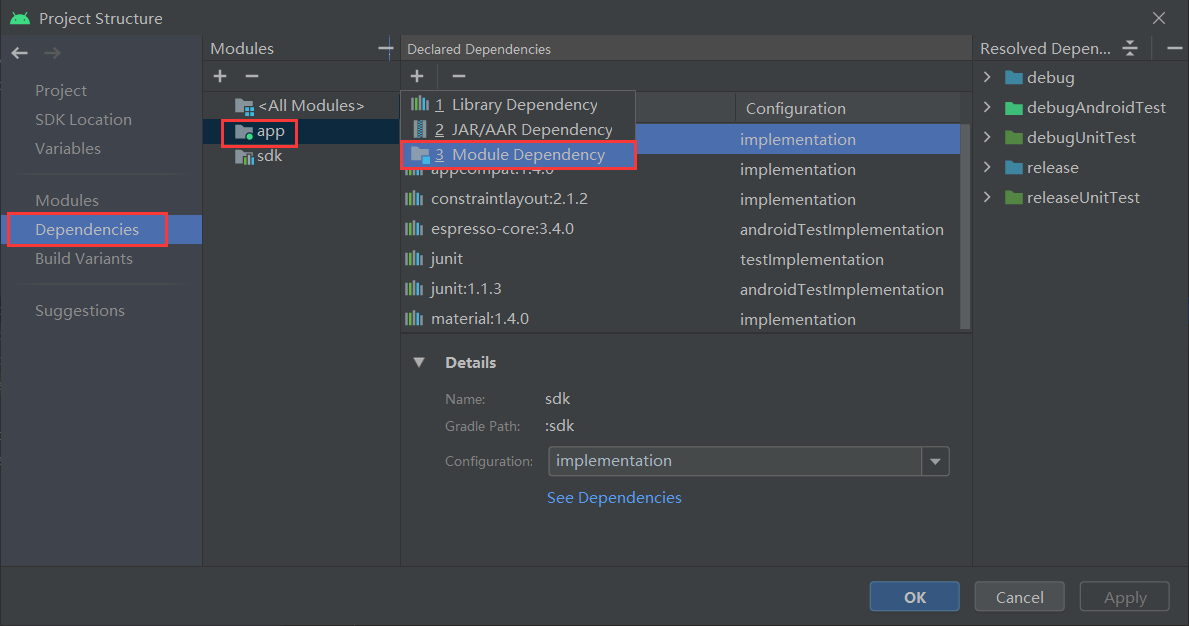 Project Structure
Project
SDK Location
Variables
Modules
Dependencies
Build Variants
Suggestions
Modules
<All Modules>
app
sdk
Declared Dependencies
1 Library Dependency
2 JAR/AAR Dependency
3 Module Dependency
Configuration
implementation
appcompat:1.4.0 implementation
constraintlayout:2.1.2 implementation
espresso-core:3.4.0 androidTestImplementation
junit testImplementation
junit:1.1.3 androidTestImplementation
material:1.4.0 implementation
Details
Name: sdk
Gradle Path: :sdk
Configuration: implementation
See Dependencies
Resolved Depen...
debug
debugAndroidTest
debugUnitTest
release
releaseUnitTest
OK Cancel Apply